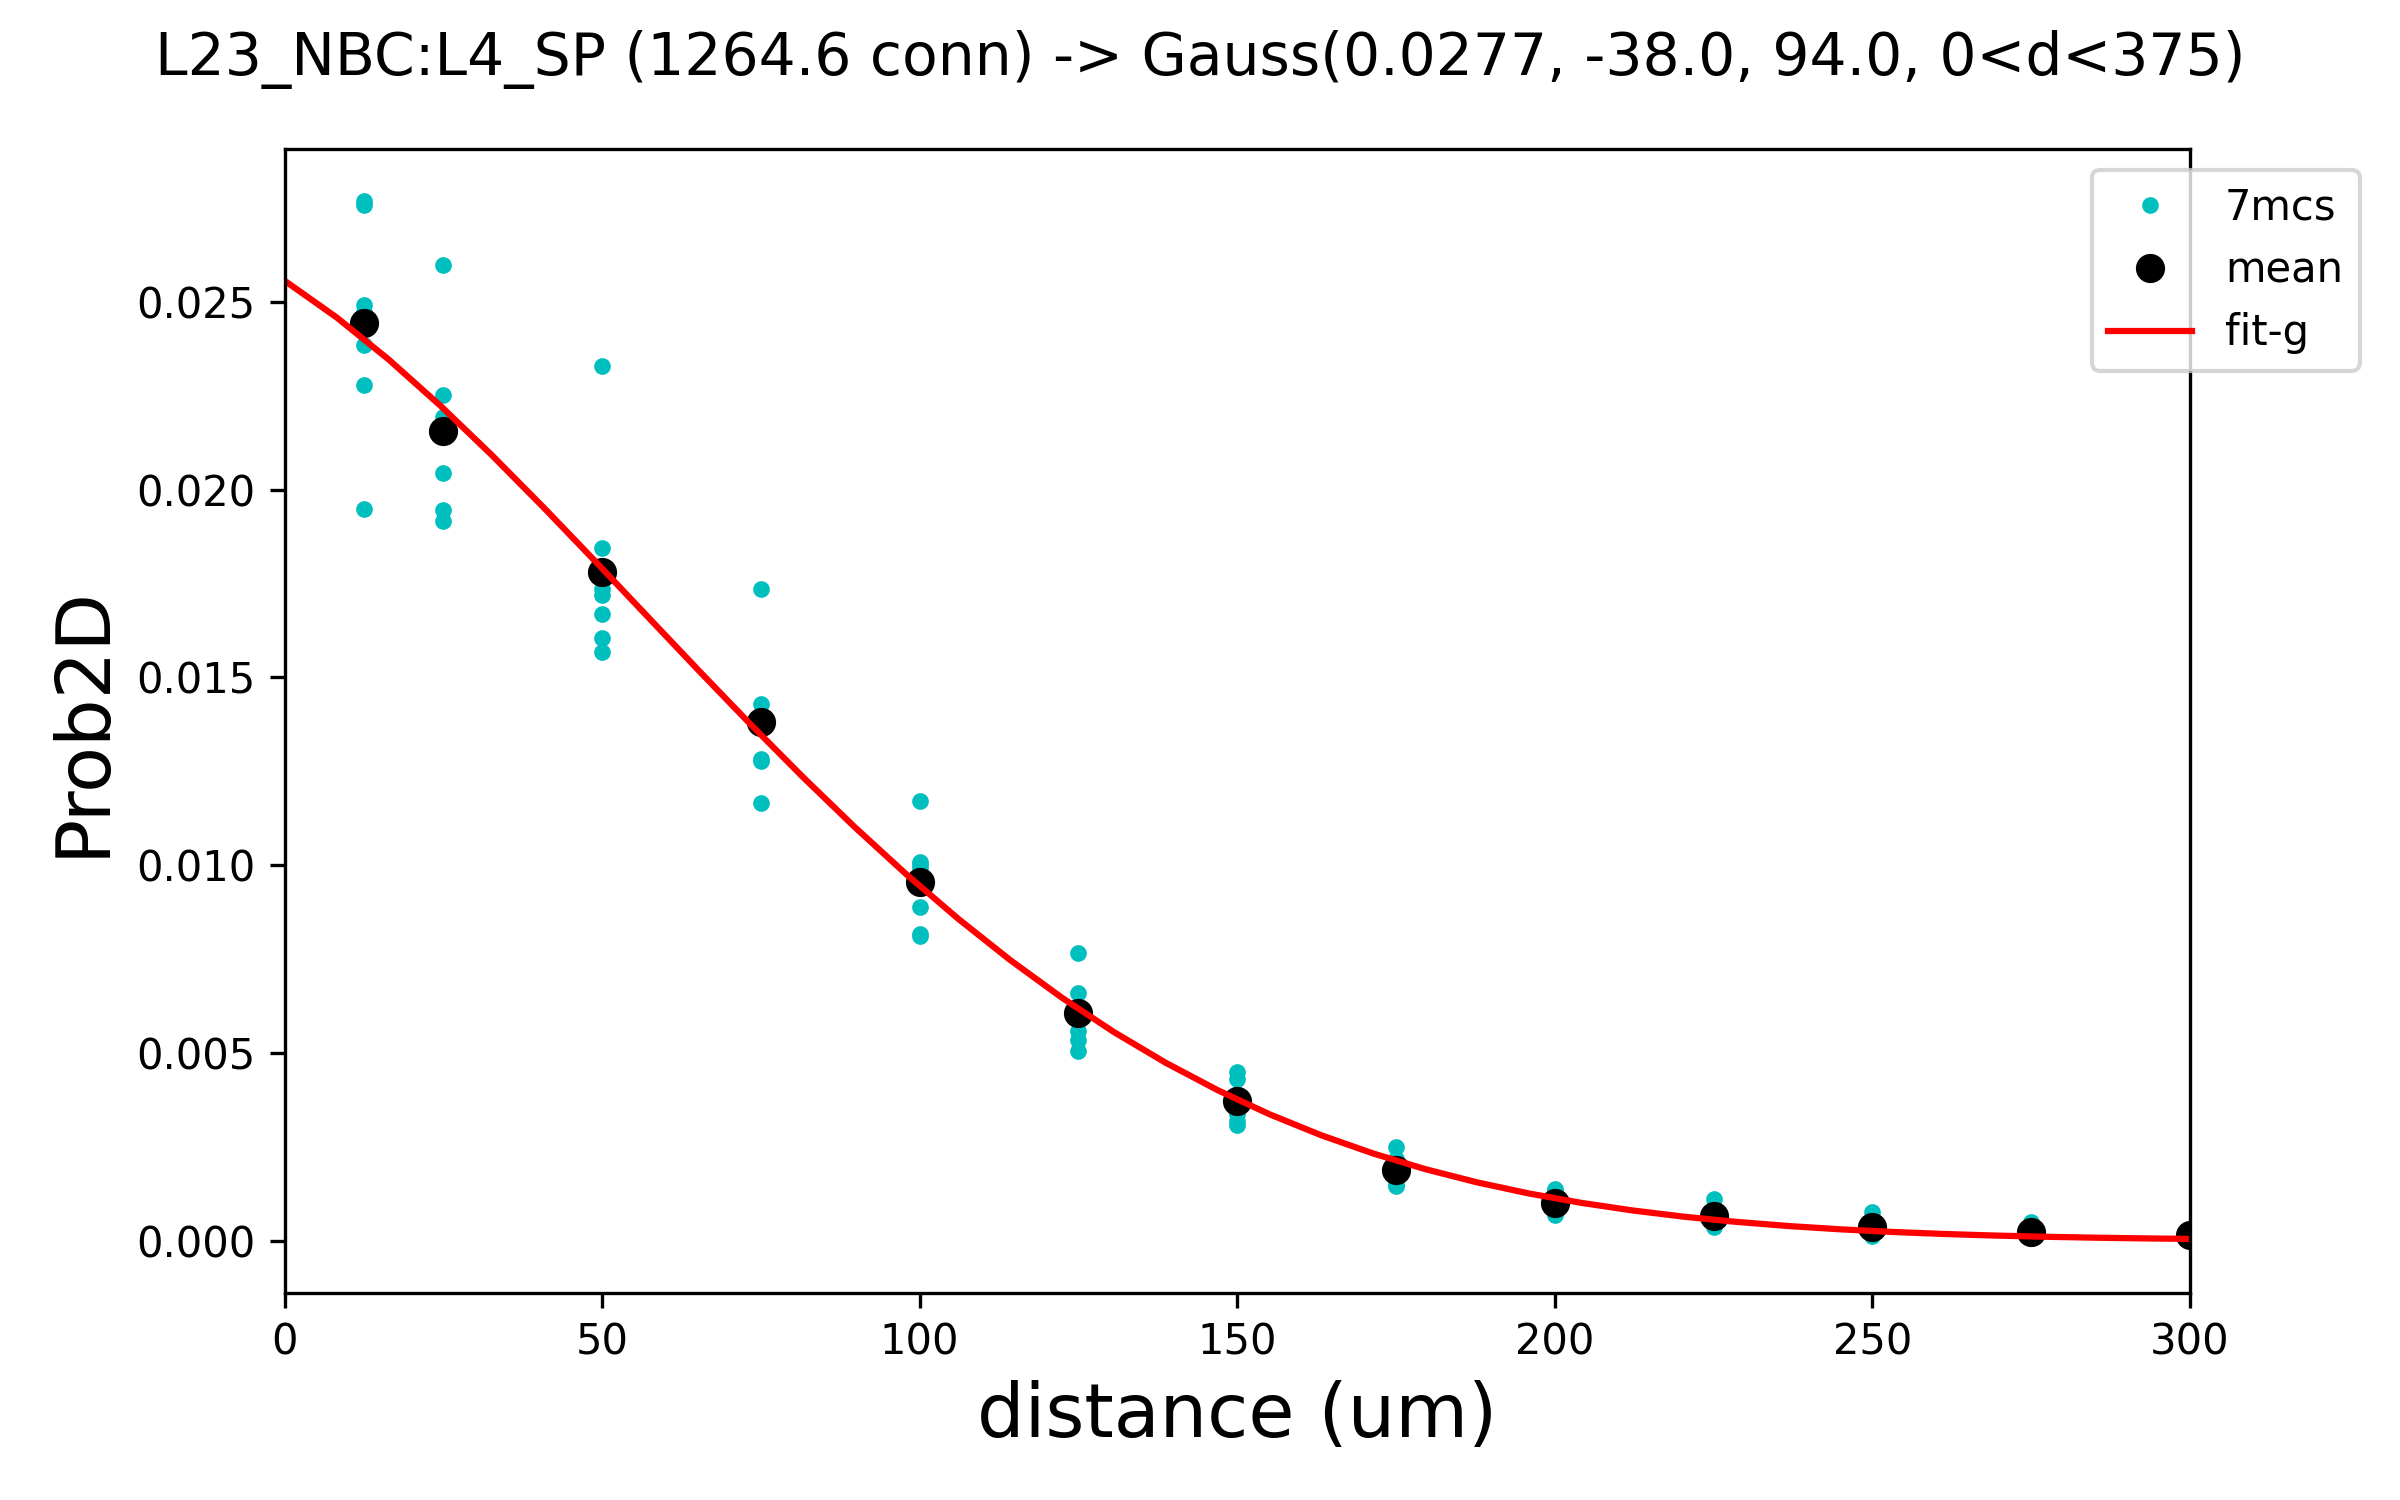 L23_NBC:L4_SP (1264.6 conn) -> Gauss(0.0277, -38.0, 94.0, 0<d<375)
7mcs
mean
fit-g
Prob2D
0.025
0.020
0.015
0.010
0.005
0.000
0 50 100 150 200 250 300
distance (um)